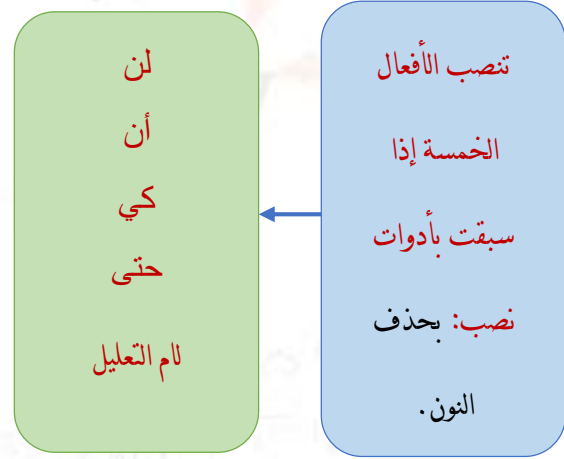 تنصب الأفعال
الخمسة إذا
سبقت بأدوات
نصب: بحذف
النون.
لن
أن
كي
حتى
لام التعليل